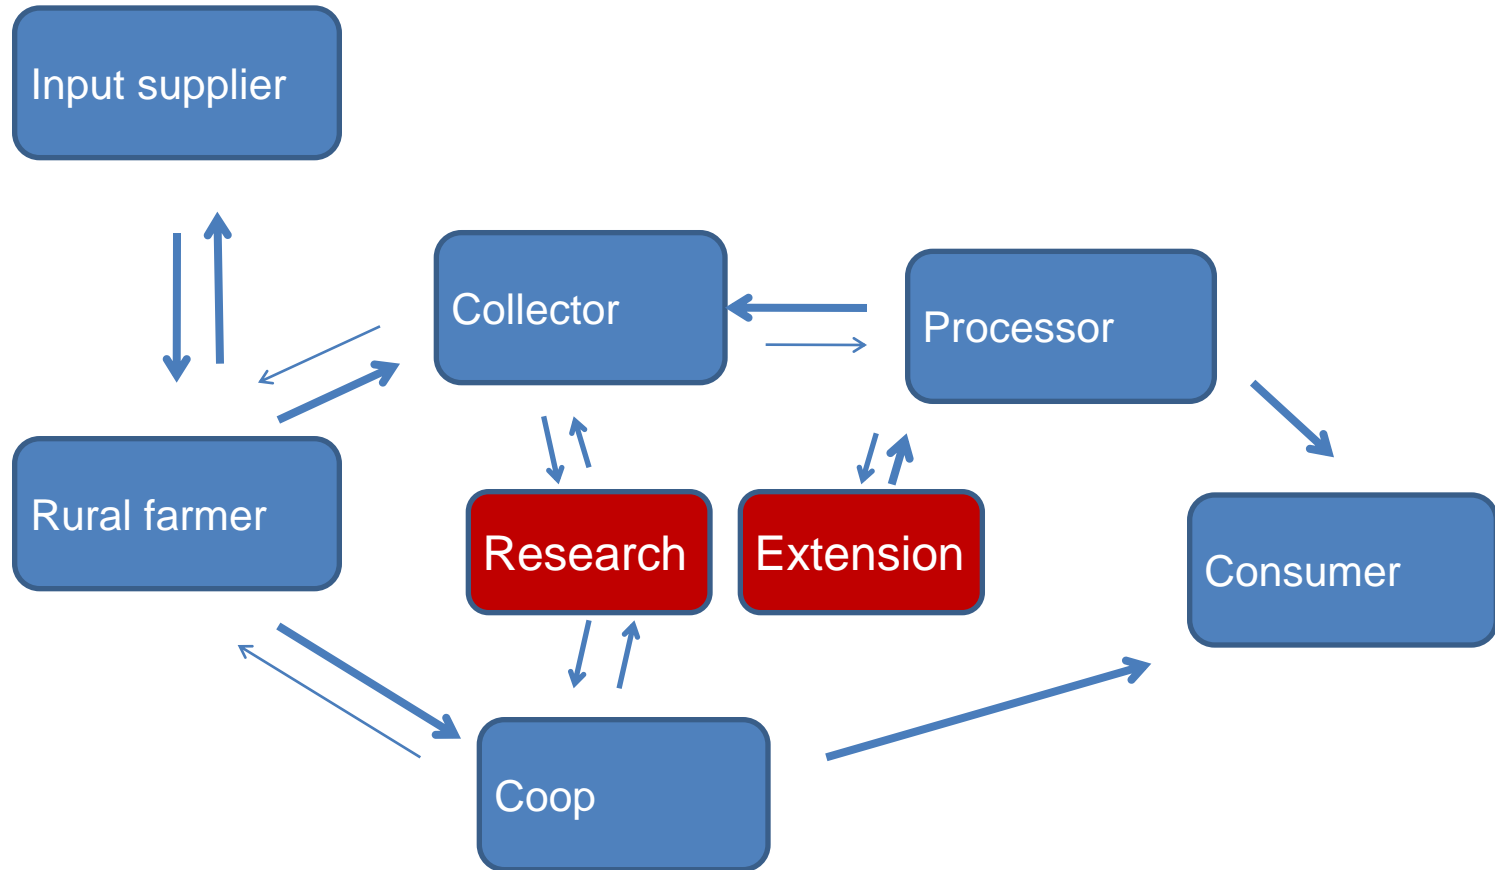 Input supplier
Collector
Processor
Rural farmer
Research
Extension
Consumer
Coop